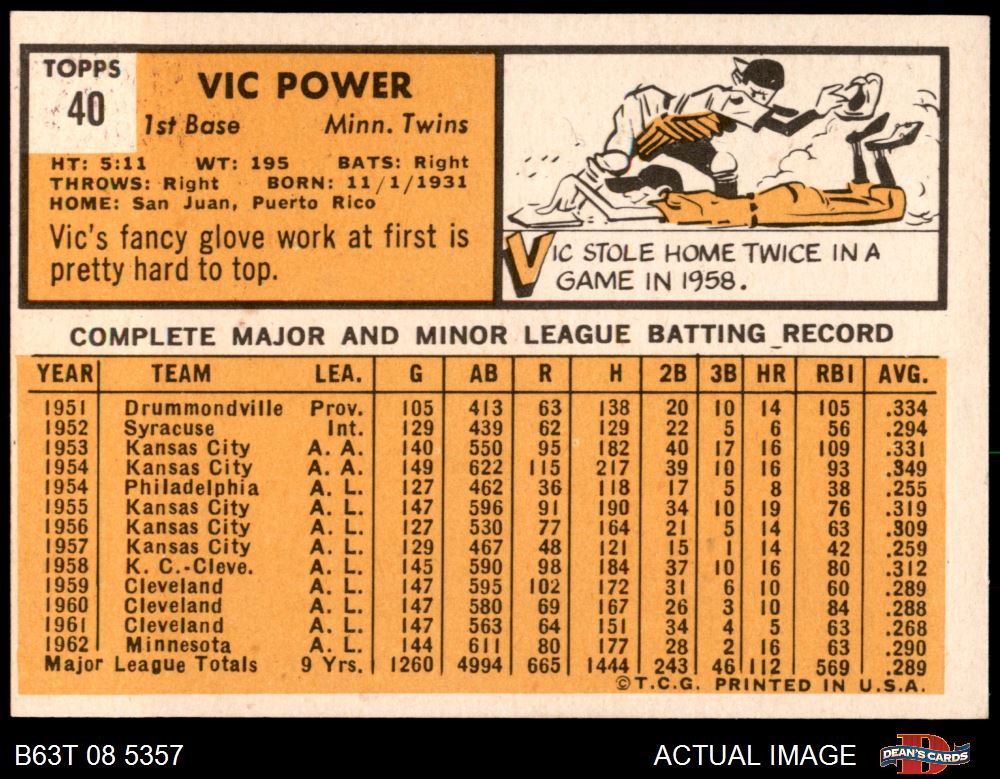 TOPPS
40
VIC POWER
1st Base Minn. Twins
HT: 5:11 WT: 195 BATS: Right
THROWS: Right BORN: 11/1/1931
HOME: San Juan, Puerto Rico
Vic's fancy glove work at first is
pretty hard to top.
VIC STOLE HOME TWICE IN A
GAME IN 1958.
COMPLETE MAJOR AND MINOR LEAGUE BATTING RECORD
YEAR TEAM LEA. G AB R H 2B 3B HR RBI AVG.
1951 Drummondville Prov. 105 413 63 138 20 10 14 105 .334
1952 Syracuse Int. 129 439 62 129 22 5 6 56 .294
1953 Kansas City A. A. 140 550 95 182 40 17 16 109 .331
1954 Kansas City A. A. 149 622 115 217 39 10 16 93 .349
1954 Philadelphia A. L. 127 462 36 118 17 5 8 38 .255
1955 Kansas City A. L. 147 596 91 190 34 10 19 76 .319
1956 Kansas City A. L. 127 530 77 164 21 5 14 63 .309
1957 Kansas City A. L. 129 467 48 121 15 1 14 42 .259
1958 K. C.-Cleve. A. L. 145 590 98 184 37 10 16 80 .312
1959 Cleveland A. L. 147 595 102 172 31 6 10 60 .289
1960 Cleveland A. L. 147 580 69 167 26 3 10 84 .288
1961 Cleveland A. L. 147 563 64 151 34 4 5 63 .268
1962 Minnesota A. L. 144 611 80 177 28 2 16 63 .290
Major League Totals 9 Yrs. 1260 4994 665 1444 243 46 112 569 .289
©T.C.G. PRINTED IN U.S.A.
B63T 08 5357 ACTUAL IMAGE DEAN'S CARDS